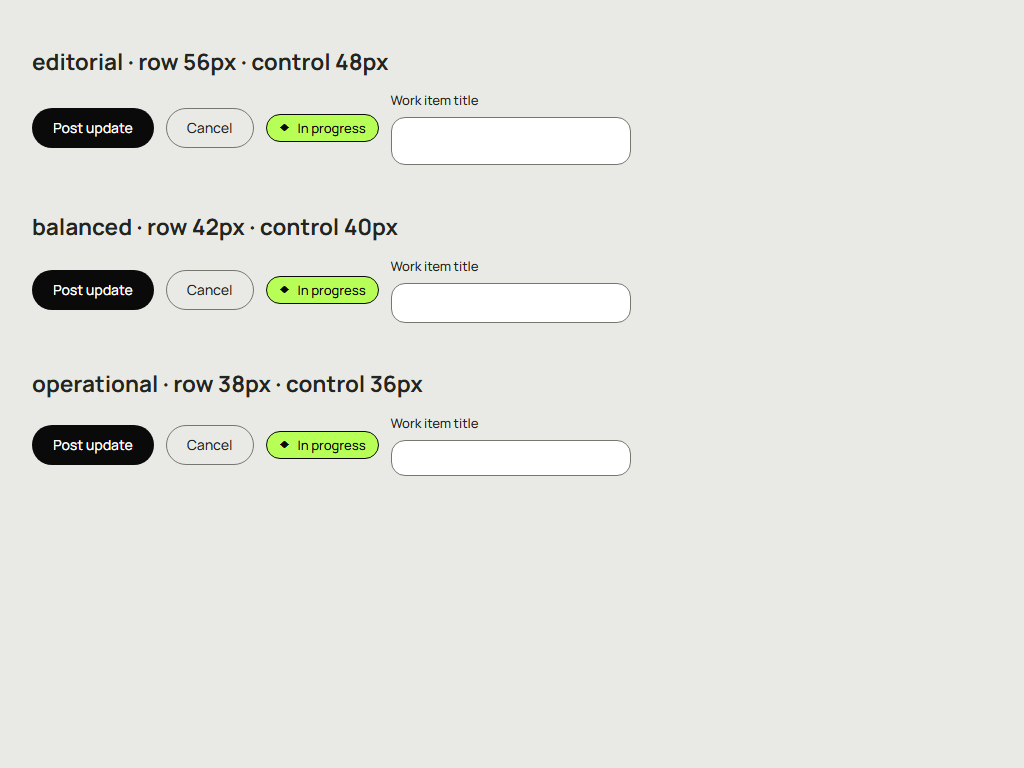 editorial · row 56px · control 48px
Work item title
Post update
Cancel
In progress
balanced · row 42px · control 40px
Work item title
Post update
Cancel
In progress
operational · row 38px · control 36px
Work item title
Post update
Cancel
In progress